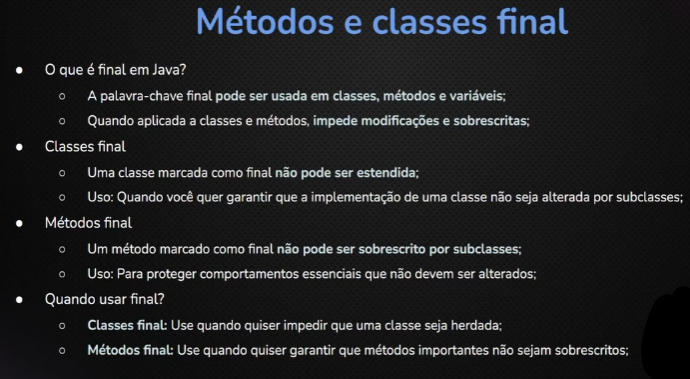 Métodos e classes final
● O que é final em Java?
○ A palavra-chave final pode ser usada em classes, métodos e variáveis;
○ Quando aplicada a classes e métodos, impede modificações e sobrescritas;
● Classes final
○ Uma classe marcada como final não pode ser estendida;
○ Uso: Quando você quer garantir que a implementação de uma classe não seja alterada por subclasses;
● Métodos final
○ Um método marcado como final não pode ser sobrescrito por subclasses;
○ Uso: Para proteger comportamentos essenciais que não devem ser alterados;
● Quando usar final?
○ Classes final: Use quando quiser impedir que uma classe seja herdada;
○ Métodos final: Use quando quiser garantir que métodos importantes não sejam sobrescritos;